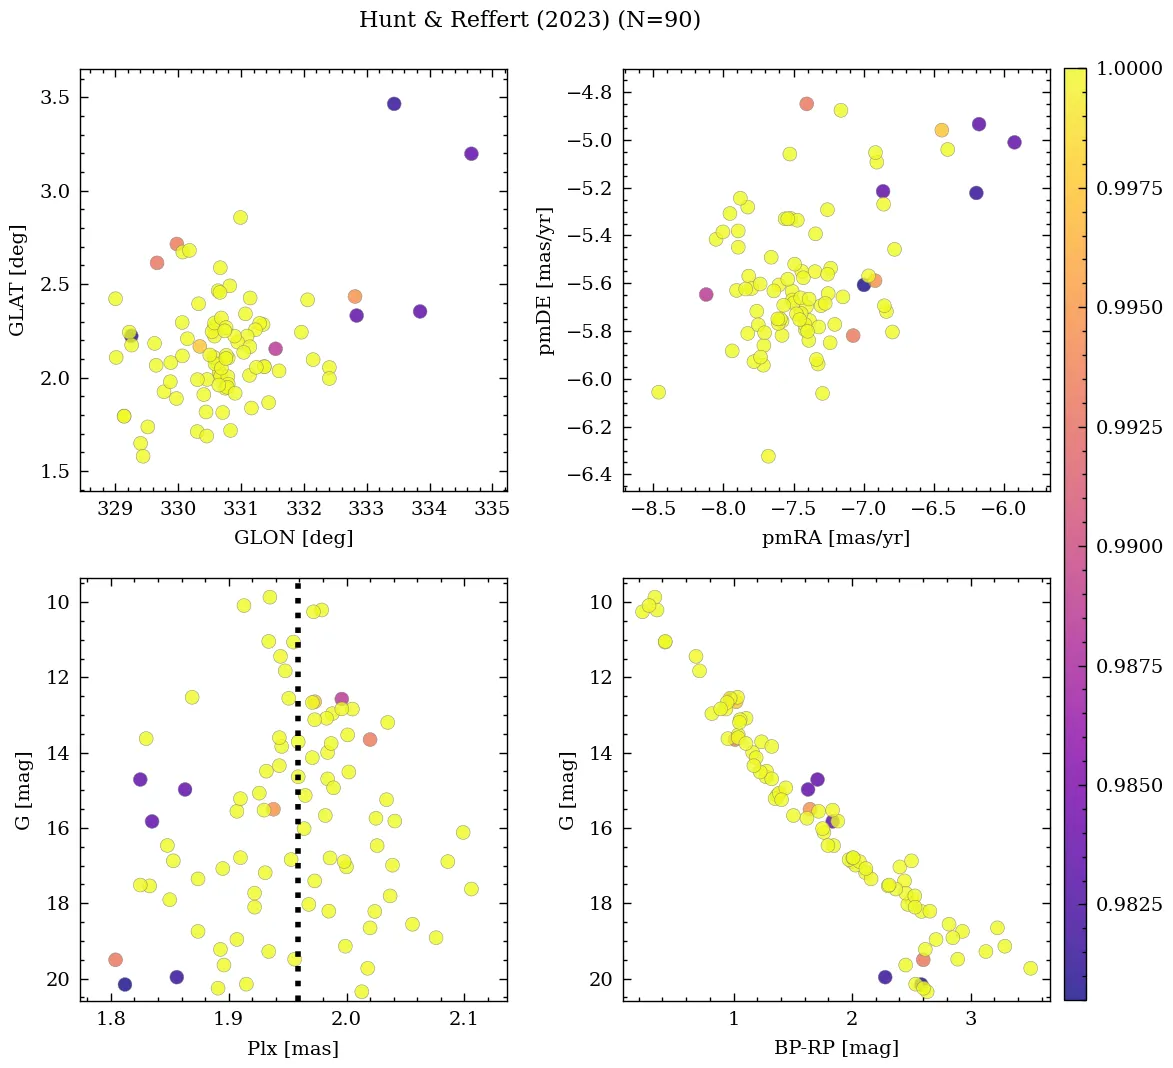 Hunt & Reffert (2023) (N=90)
3.5
3.0
2.5
2.0
1.5
GLAT [deg]
329 330 331 332 333 334 335
GLON [deg]
−4.8
−5.0
−5.2
−5.4
−5.6
−5.8
−6.0
−6.2
−6.4
pmDE [mas/yr]
−8.5 −8.0 −7.5 −7.0 −6.5 −6.0
pmRA [mas/yr]
1.0000
0.9975
0.9950
0.9925
0.9900
0.9875
0.9850
0.9825
10
12
14
16
18
20
G [mag]
1.8 1.9 2.0 2.1
Plx [mas]
10
12
14
16
18
20
G [mag]
1 2 3
BP-RP [mag]